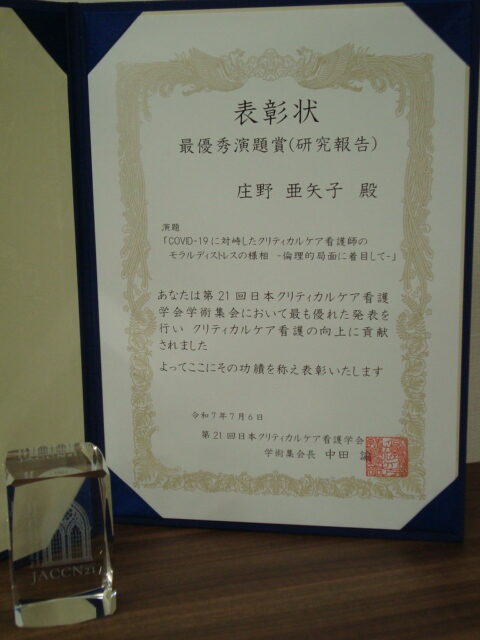 表彰状
最優秀演題賞(研究報告)
庄野 亜矢子 殿
演題
「COVID-19 に対峙したクリティカルケア看護師の
モラルディストレスの様相 -倫理的局面に着目して-」
あなたは第21回日本クリティカルケア看護
学会学術集会において最も優れた発表を
行い クリティカルケア看護の向上に貢献
されました
よってここにその功績を称え表彰いたします
令和7年7月6日
第21回日本クリティカルケア看護学会
学術集会長 中田 諭
JACCN21